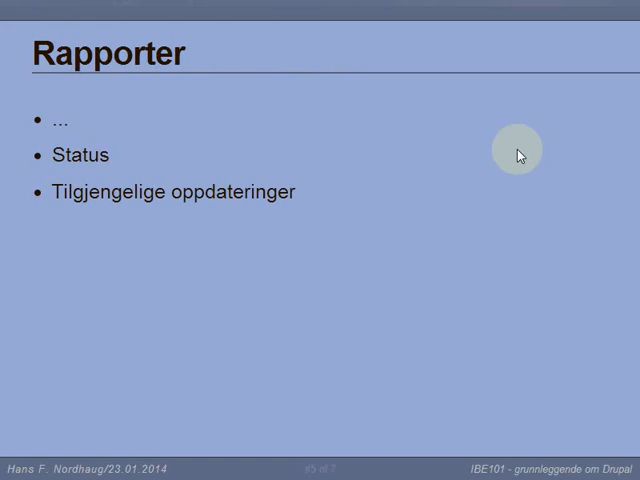 Rapporter
• ...
• Status
• Tilgjengelige oppdateringer
Hans F. Nordhaug/23.01.2014
#5 of 7
IBE101 - grunnleggende om Drupal